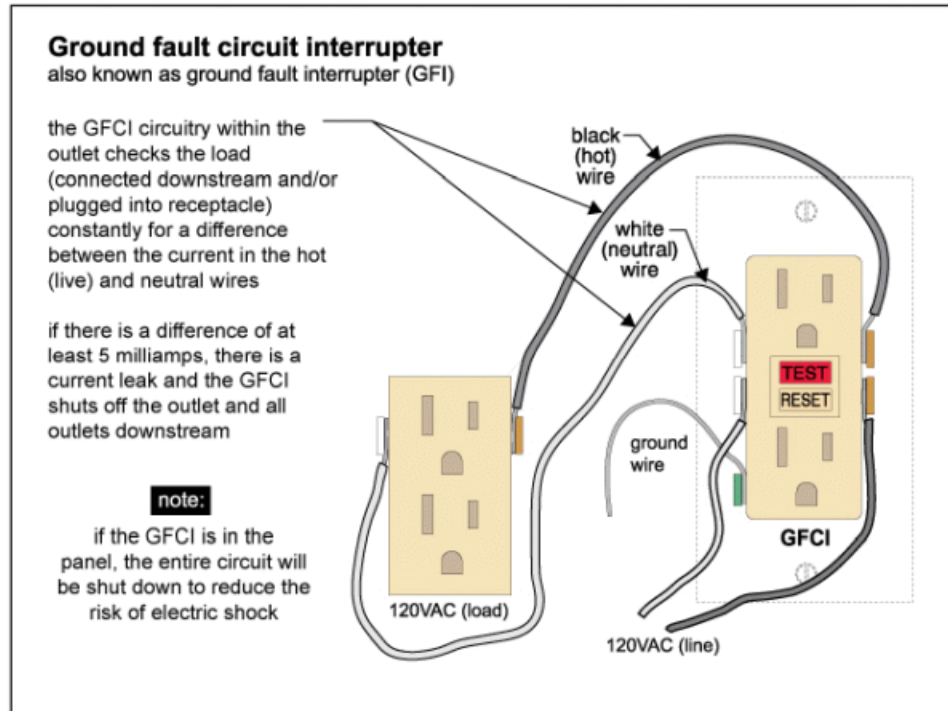 Ground fault circuit interrupter
also known as ground fault interrupter (GFI)
the GFCI circuitry within the
outlet checks the load
(connected downstream and/or
plugged into receptacle)
constantly for a difference
between the current in the hot
(live) and neutral wires
if there is a difference of at
least 5 milliamps, there is a
current leak and the GFCI
shuts off the outlet and all
outlets downstream
note:
if the GFCI is in the
panel, the entire circuit will
be shut down to reduce the
risk of electric shock
black
(hot)
wire
white
(neutral)
wire
TEST
RESET
ground
wire
GFCI
120VAC (load)
120VAC (line)